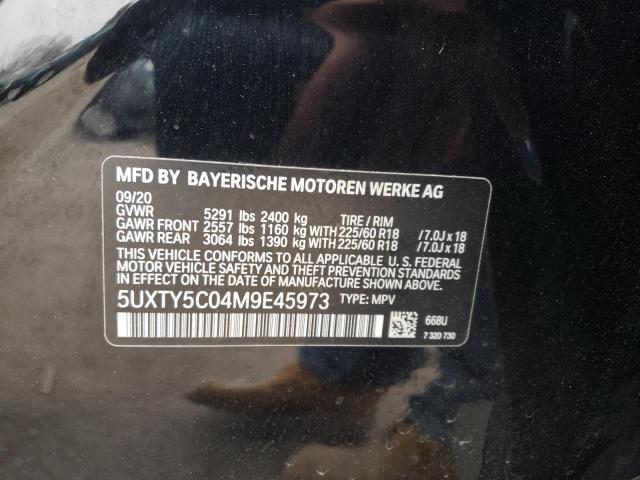 MFD BY BAYERISCHE MOTOREN WERKE AG
09/20
GVWR 5291 lbs 2400 kg TIRE / RIM
GAWR FRONT 2557 lbs 1160 kg WITH 225/60 R18 / 7.0J x 18
GAWR REAR 3064 lbs 1390 kg WITH 225/60 R18 / 7.0J x 18
THIS VEHICLE CONFORMS TO ALL APPLICABLE U. S. FEDERAL
MOTOR VEHICLE SAFETY AND THEFT PREVENTION STANDARDS
IN EFFECT ON THE DATE OF MANUFACTURE SHOWN ABOVE.
5UXTY5C04M9E45973 TYPE: MPV
668U
7 320 730